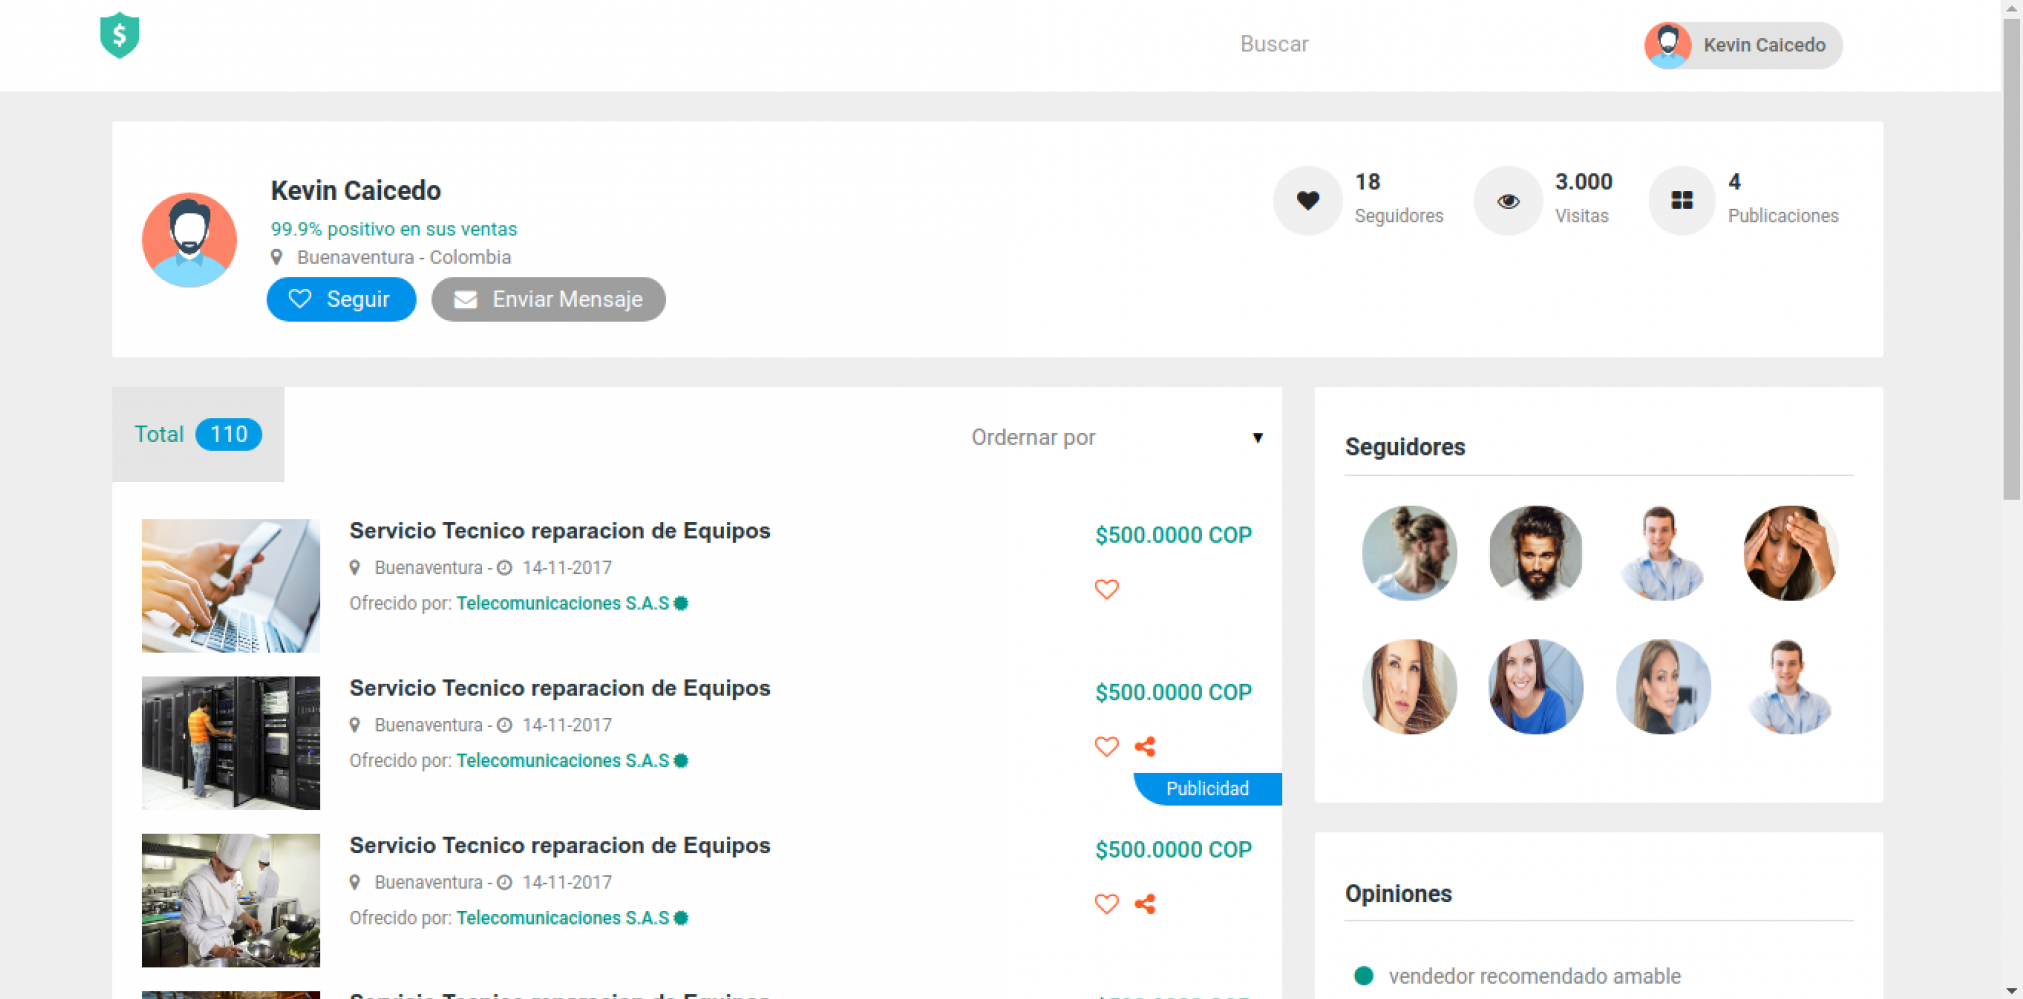 $
Buscar
Kevin Caicedo
Kevin Caicedo
99.9% positivo en sus ventas
Buenaventura - Colombia
Seguir
Enviar Mensaje
18
Seguidores
3.000
Visitas
4
Publicaciones
Total 110
Ordernar por
Servicio Tecnico reparacion de Equipos
$500.0000 COP
Buenaventura - 14-11-2017
Ofrecido por: Telecomunicaciones S.A.S
Servicio Tecnico reparacion de Equipos
$500.0000 COP
Buenaventura - 14-11-2017
Ofrecido por: Telecomunicaciones S.A.S
Publicidad
Servicio Tecnico reparacion de Equipos
$500.0000 COP
Buenaventura - 14-11-2017
Ofrecido por: Telecomunicaciones S.A.S
Seguidores
Opiniones
vendedor recomendado amable